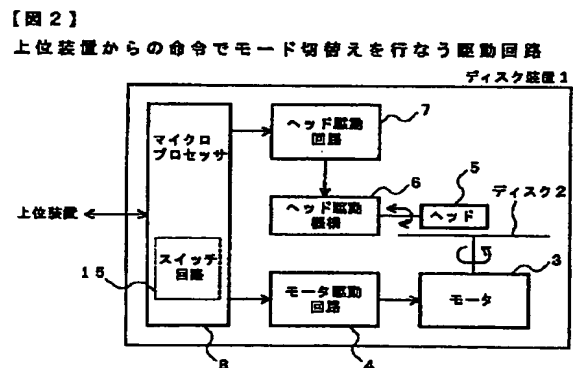 【図2】
上位装置からの命令でモード切替えを行なう駆動回路
ディスク装置1
マイクロ
プロセッサ
ヘッド駆動
回路
7
ヘッド駆動
機構
6
5
ヘッド
ディスク2
上位装置
スイッチ
回路
15
モータ駆動
回路
モータ
3
8
4